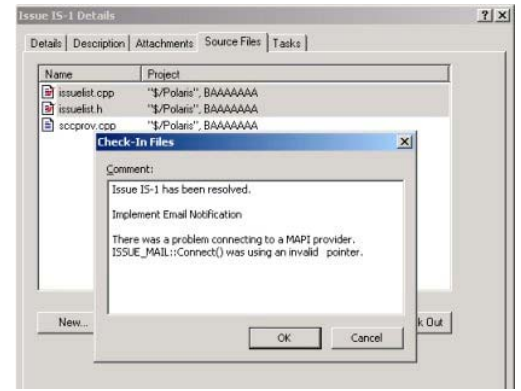 Issue IS-1 Details
Details Description Attachments Source Files Tasks
Name Project
issuelist.cpp "$/Polaris", BAAAAAAA
issuelist.h "$/Polaris", BAAAAAAA
sccprov.cpp "$/Polaris", BAAAAAAA
Check-In Files
Comment:
Issue IS-1 has been resolved.
Implement Email Notification
There was a problem connecting to a MAPI provider.
ISSUE_MAIL::Connect() was using an invalid pointer.
New... k Out
OK Cancel